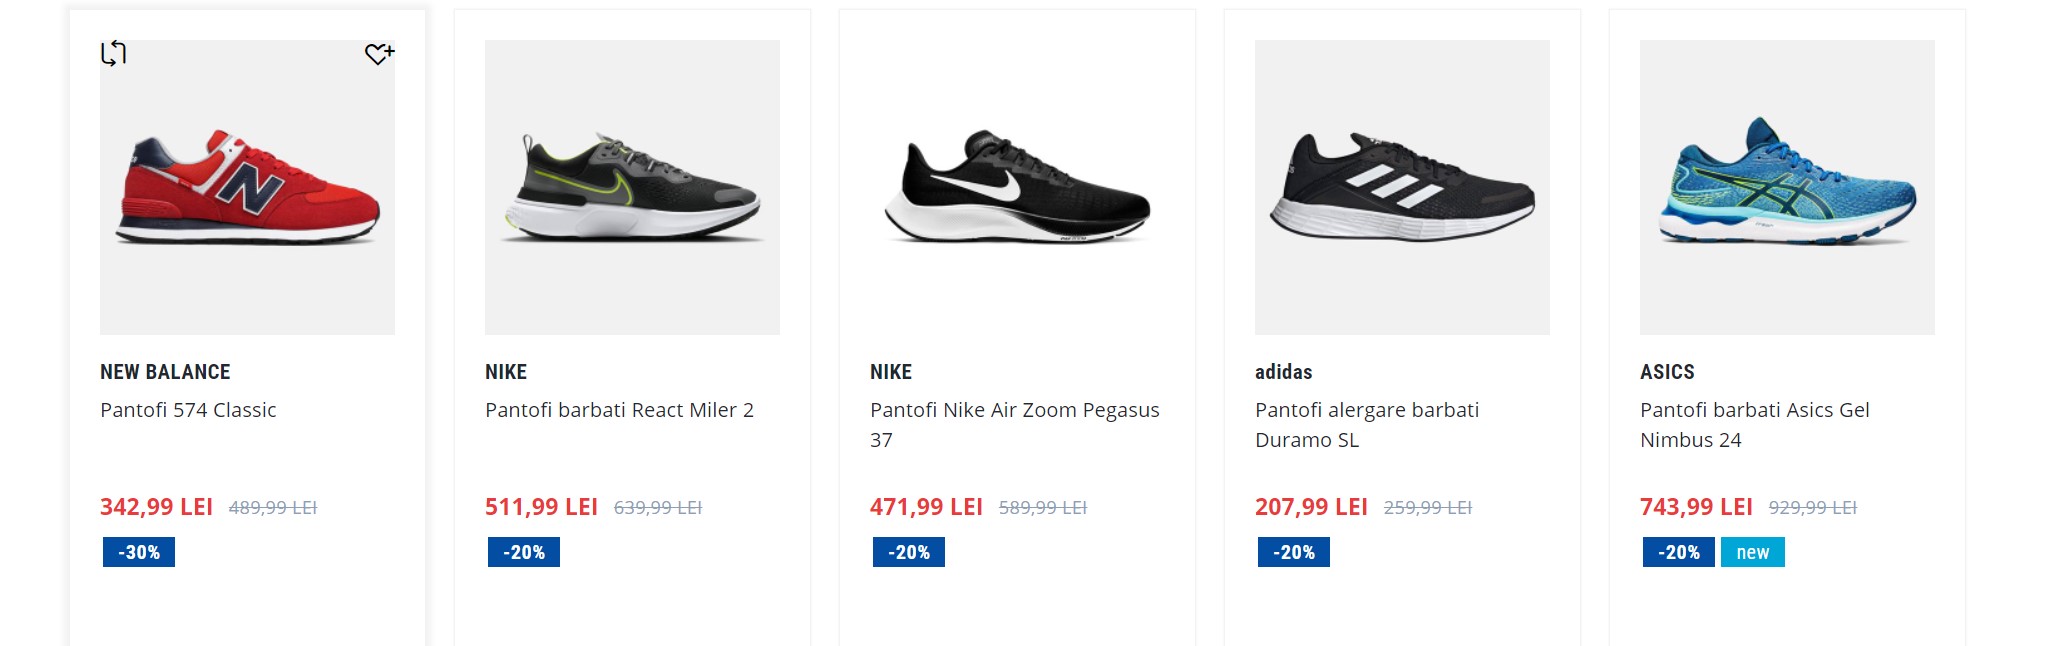 NEW BALANCE
Pantofi 574 Classic
342,99 LEI 489,99 LEI
-30%
NIKE
Pantofi barbati React Miler 2
511,99 LEI 639,99 LEI
-20%
NIKE
Pantofi Nike Air Zoom Pegasus
37
471,99 LEI 589,99 LEI
-20%
adidas
Pantofi alergare barbati
Duramo SL
207,99 LEI 259,99 LEI
-20%
ASICS
Pantofi barbati Asics Gel
Nimbus 24
743,99 LEI 929,99 LEI
-20% new